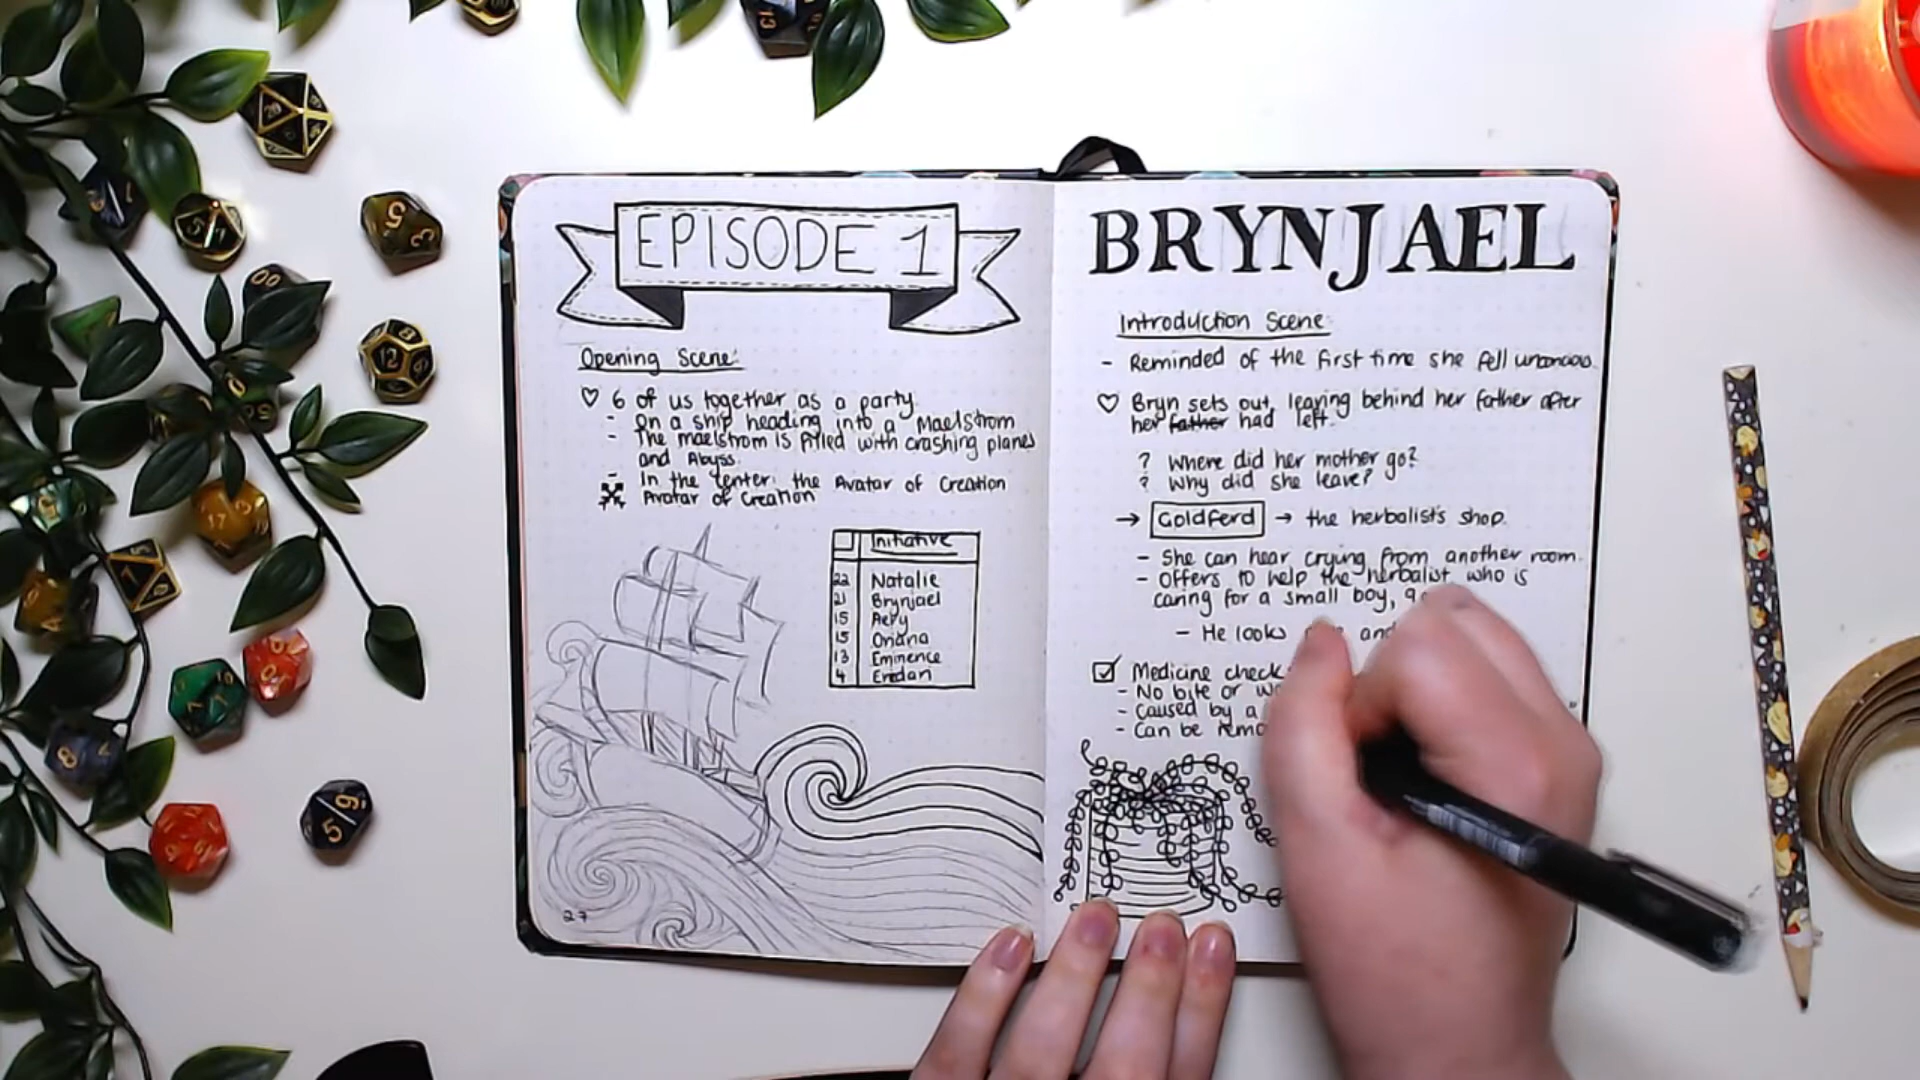 EPISODE 1
Opening Scene:
♡ 6 of us together as a party.
- On a ship heading into a Maelstrom
- The maelstrom is filled with crashing planes
and Abyss.
- In the center: the Avatar of Creation
Avatar of Creation
Initiative
22 Natalie
21 Brynjael
15 Aery
15 Oriana
13 Eminence
4 Eredan
27
BRYNJAEL
Introduction Scene:
- Reminded of the first time she fell unconcious.
♡ Bryn sets out, leaving behind her father after
her father had left.
? Where did her mother go?
? Why did she leave?
→ Goldferd → the herbalist's shop.
- She can hear crying from another room.
- Offers to help the herbalist who is
caring for a small boy,
- He looks and
Medicine check
- No bite or
- Caused by a
- Can be